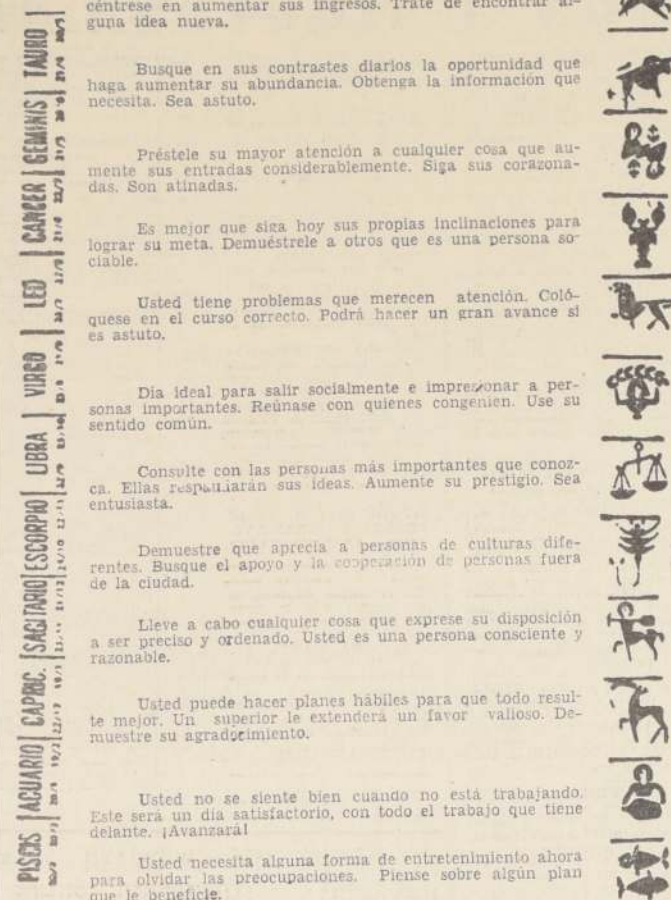 céntrese en aumentar sus ingresos. Trate de encontrar al-
guna idea nueva.
Busque en sus contrastes diarios la oportunidad que
haga aumentar su abundancia. Obtenga la información que
necesita. Sea astuto.
Préstele su mayor atención a cualquier cosa que au-
mente sus entradas considerablemente. Siga sus corazona-
das. Son atinadas.
Es mejor que siga hoy sus propias inclinaciones para
lograr su meta. Demuéstrele a otros que es una persona so-
ciable.
Usted tiene problemas que merecen atención. Coló-
quese en el curso correcto. Podrá hacer un gran avance si
es astuto.
Día ideal para salir socialmente e impresionar a per-
sonas importantes. Reúnase con quienes congenien. Use su
sentido común.
Consulte con las personas más importantes que conoz-
ca. Ellas respaldarán sus ideas. Aumente su prestigio. Sea
entusiasta.
Demuestre que aprecia a personas de culturas dife-
rentes. Busque el apoyo y la cooperación de personas fuera
de la ciudad.
Lleve a cabo cualquier cosa que exprese su disposición
a ser preciso y ordenado. Usted es una persona consciente y
razonable.
Usted puede hacer planes hábiles para que todo resul-
te mejor. Un superior le extenderá un favor valioso. De-
muestre su agradecimiento.
Usted no se siente bien cuando no está trabajando.
Este será un día satisfactorio, con todo el trabajo que tiene
delante. ¡Avanzará!
Usted necesita alguna forma de entretenimiento ahora
para olvidar las preocupaciones. Piense sobre algún plan
que le beneficie.
PISCIS | ACUARIO | CAPRIC. | SAGITARIO | ESCORPIO | LIBRA | VIRGO | LEO | CANCER | GEMINIS | TAURO |